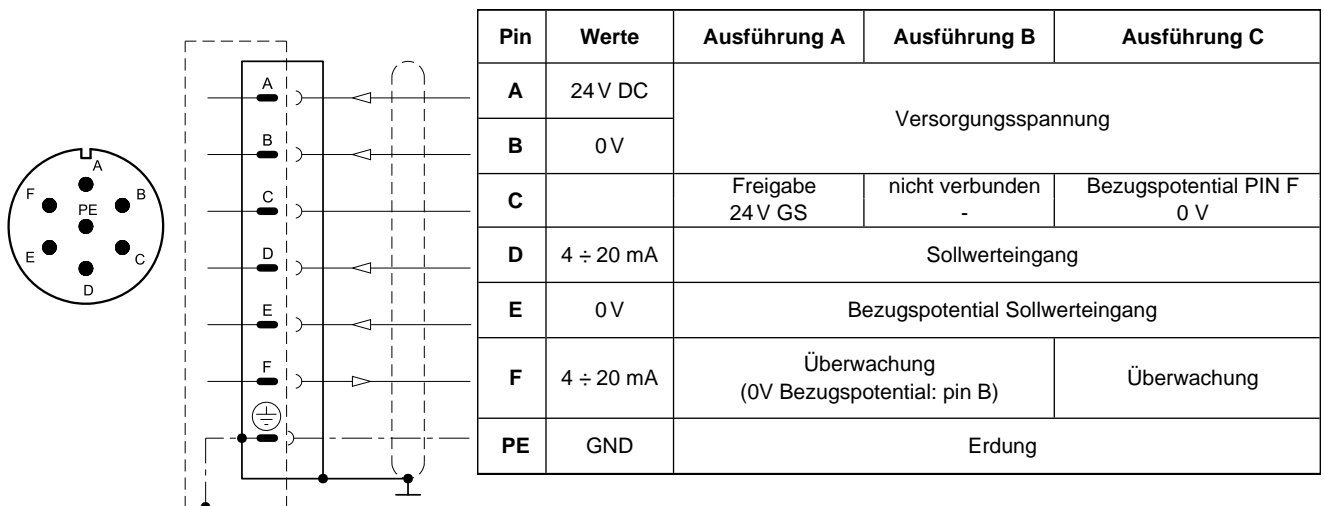 A
F
B
PE
E
C
D
A
B
C
D
E
F
Pin Werte Ausführung A Ausführung B Ausführung C
A 24 V DC
Versorgungsspannung
B 0 V
C
Freigabe
24 V GS
nicht verbunden
-
Bezugspotential PIN F
0 V
D 4 ÷ 20 mA Sollwerteingang
E 0 V Bezugspotential Sollwerteingang
F 4 ÷ 20 mA
Überwachung
(0V Bezugspotential: pin B)
Überwachung
PE GND Erdung